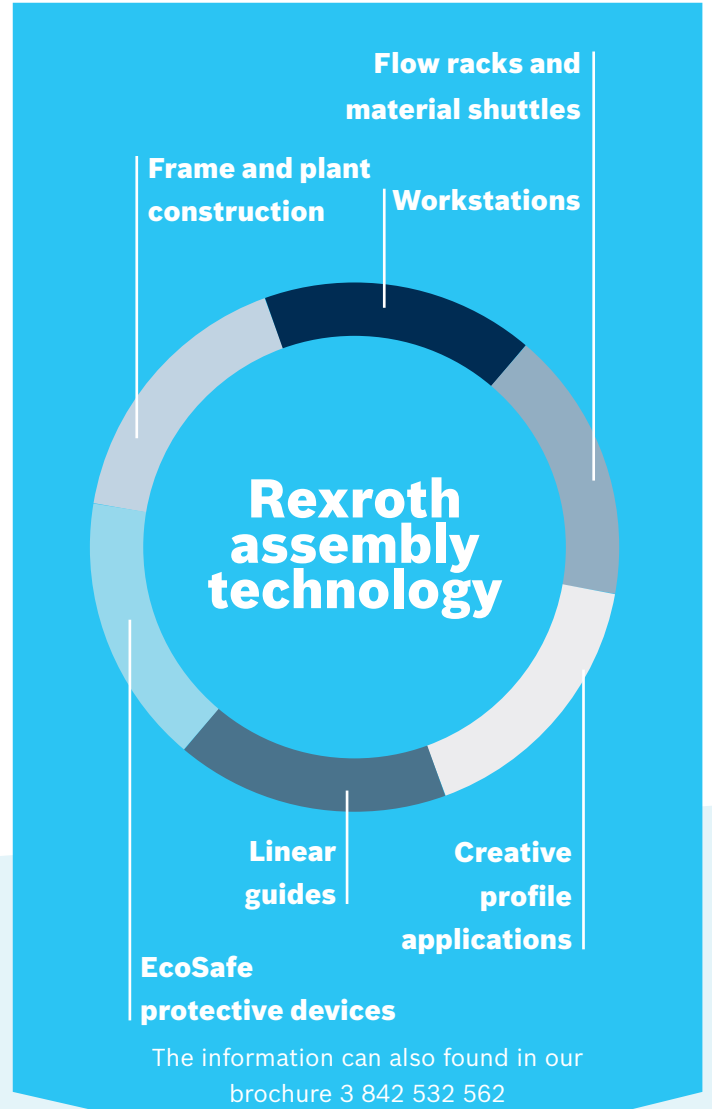 Flow racks and
material shuttles
Frame and plant
construction
Workstations
Rexroth
assembly
technology
Linear
guides
Creative
profile
applications
EcoSafe
protective devices
The information can also found in our
brochure 3 842 532 562